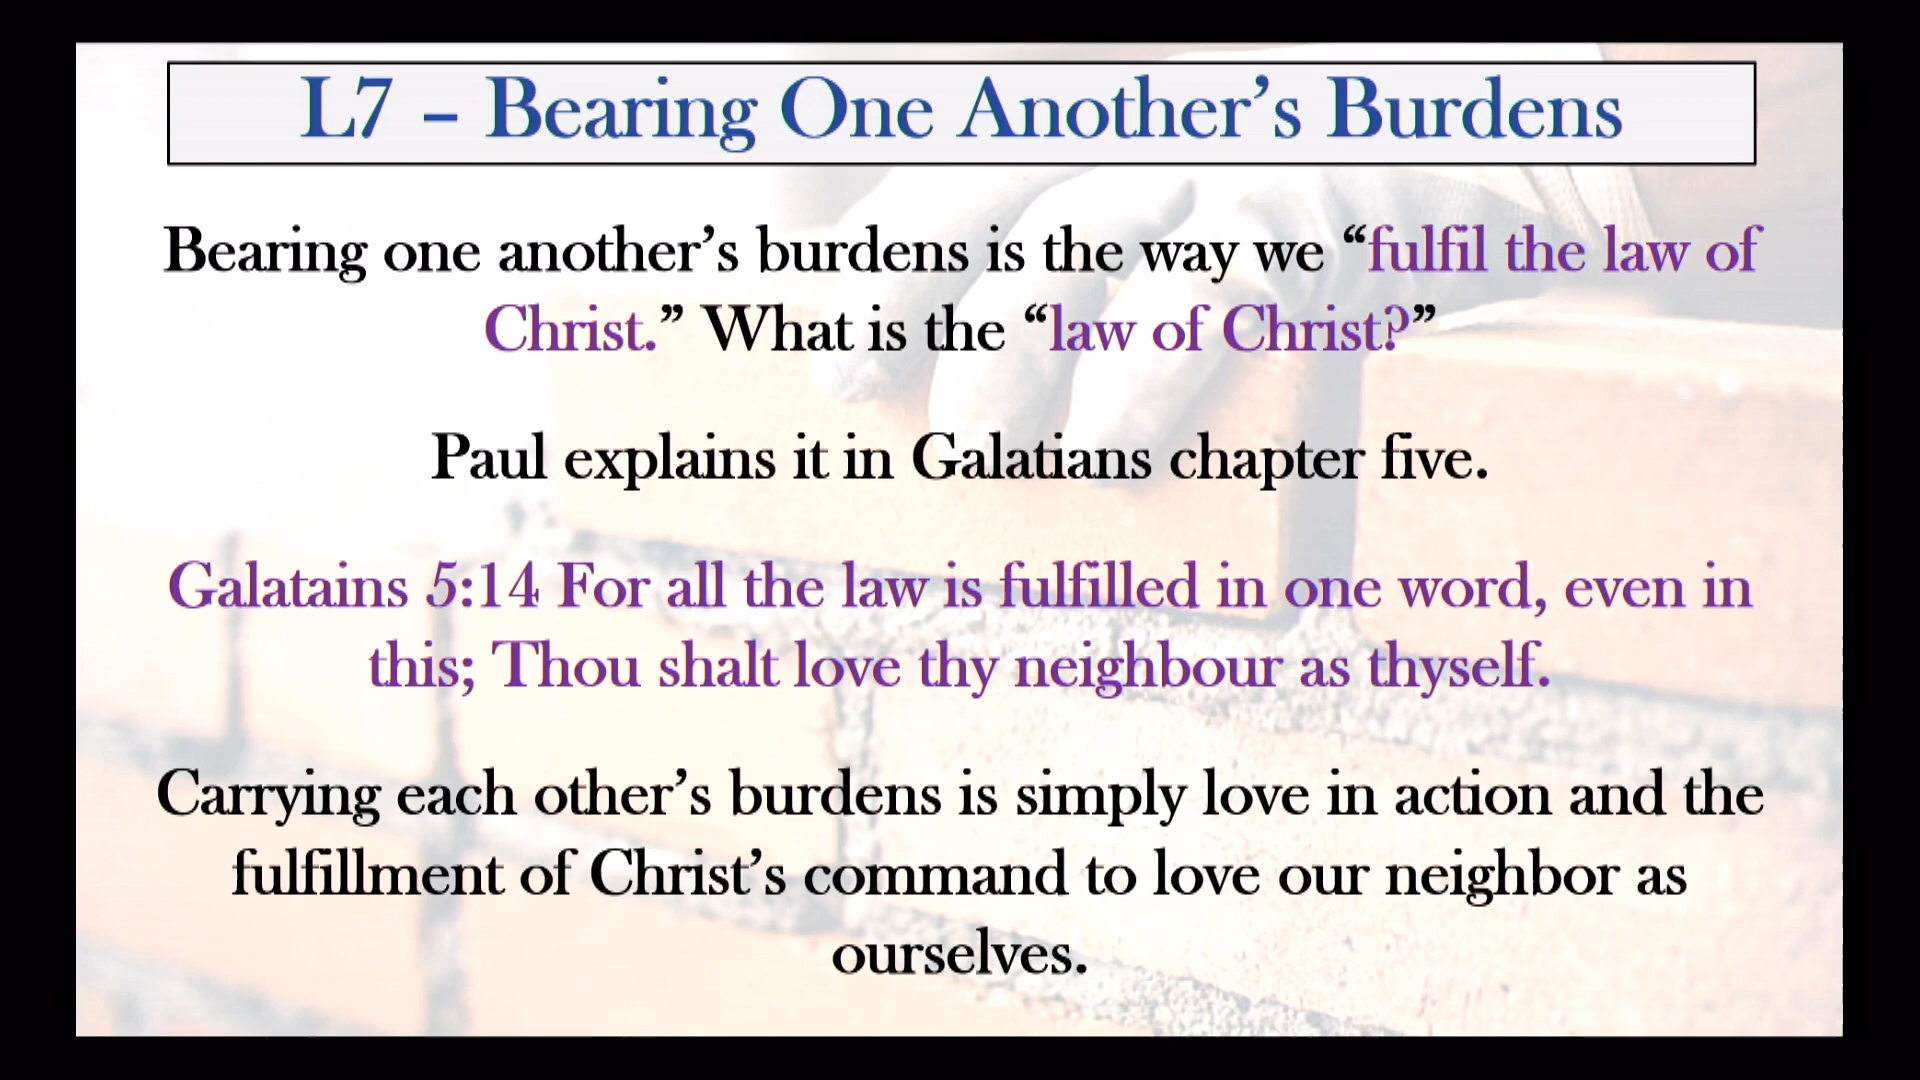 L7 – Bearing One Another’s Burdens
Bearing one another’s burdens is the way we “fulfil the law of
Christ.” What is the “law of Christ?”
Paul explains it in Galatians chapter five.
Galatains 5:14 For all the law is fulfilled in one word, even in
this; Thou shalt love thy neighbour as thyself.
Carrying each other’s burdens is simply love in action and the
fulfillment of Christ’s command to love our neighbor as
ourselves.